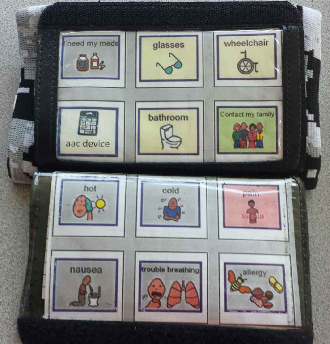 need my meds
glasses
wheelchair
aac device
bathroom
Contact my family
hot
cold
pain
nausea
trouble breathing
allergy